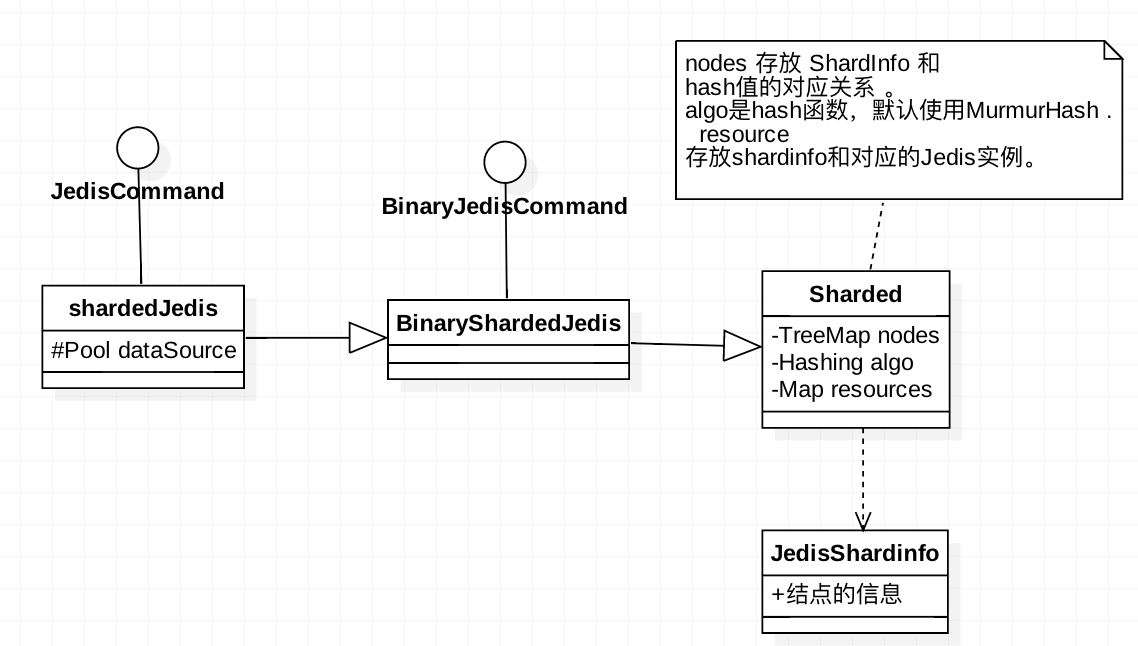 nodes 存放 ShardInfo 和
hash值的对应关系 。
algo是hash函数，默认使用MurmurHash .
resource
存放shardinfo和对应的Jedis实例。
JedisCommand
BinaryJedisCommand
shardedJedis
#Pool dataSource
BinaryShardedJedis
Sharded
-TreeMap nodes
-Hashing algo
-Map resources
JedisShardinfo
+结点的信息